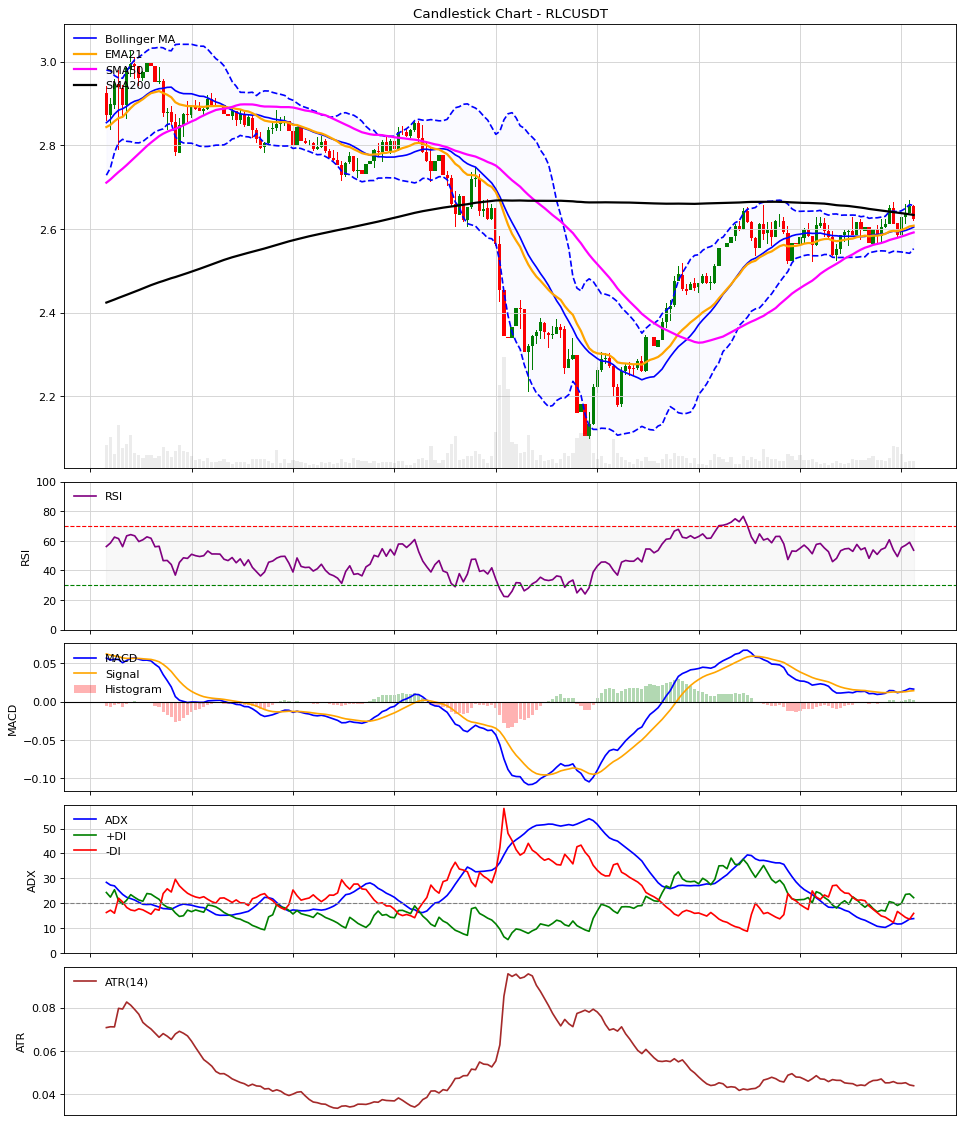 Candlestick Chart - RLCUSDT
Bollinger MA
EMA21
SMA50
SMA200
3.0
2.8
2.6
2.4
2.2
RSI
RSI
100
80
60
40
20
0
MACD
Signal
Histogram
MACD
0.05
0.00
−0.05
−0.10
ADX
+DI
-DI
ADX
50
40
30
20
10
0
ATR(14)
ATR
0.08
0.06
0.04